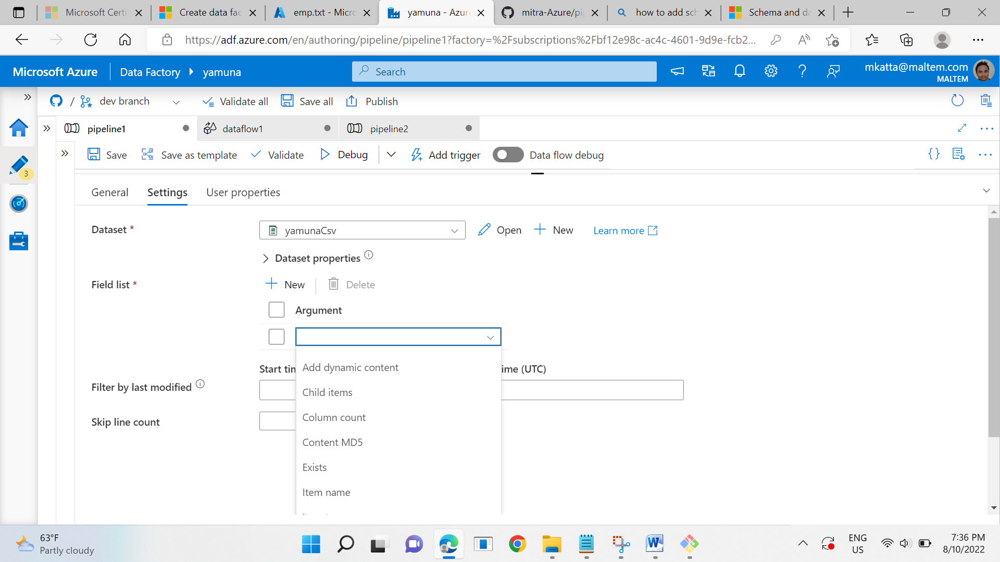 Microsoft Certi
Create data fac
emp.txt - Micro
yamuna - Azure
mitra-Azure/pip
how to add sch
Schema and da
https://adf.azure.com/en/authoring/pipeline/pipeline1?factory=%2Fsubscriptions%2Fbf12e98c-ac4c-4601-9d9e-fcb2...
Microsoft Azure
Data Factory
yamuna
Search
mkatta@maltem.com
MALTEM
/ dev branch
Validate all
Save all
Publish
pipeline1
dataflow1
pipeline2
Save
Save as template
Validate
Debug
Add trigger
Data flow debug
3
General
Settings
User properties
Dataset *
yamunaCsv
Open
New
Learn more
Dataset properties
Field list *
New
Delete
Argument
Add dynamic content
Start tim
ime (UTC)
Filter by last modified
Child items
Column count
Skip line count
Content MD5
Exists
Item name
63°F
Partly cloudy
ENG
US
7:36 PM
8/10/2022